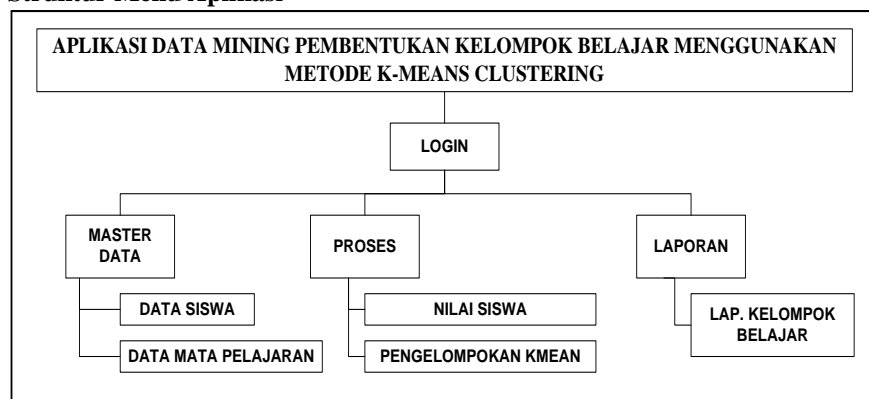 Struktur Menu Aplikasi
APLIKASI DATA MINING PEMBENTUKAN KELOMPOK BELAJAR MENGGUNAKAN
METODE K-MEANS CLUSTERING
LOGIN
MASTER
DATA
PROSES
LAPORAN
DATA SISWA
NILAI SISWA
LAP. KELOMPOK
BELAJAR
DATA MATA PELAJARAN
PENGELOMPOKAN KMEAN